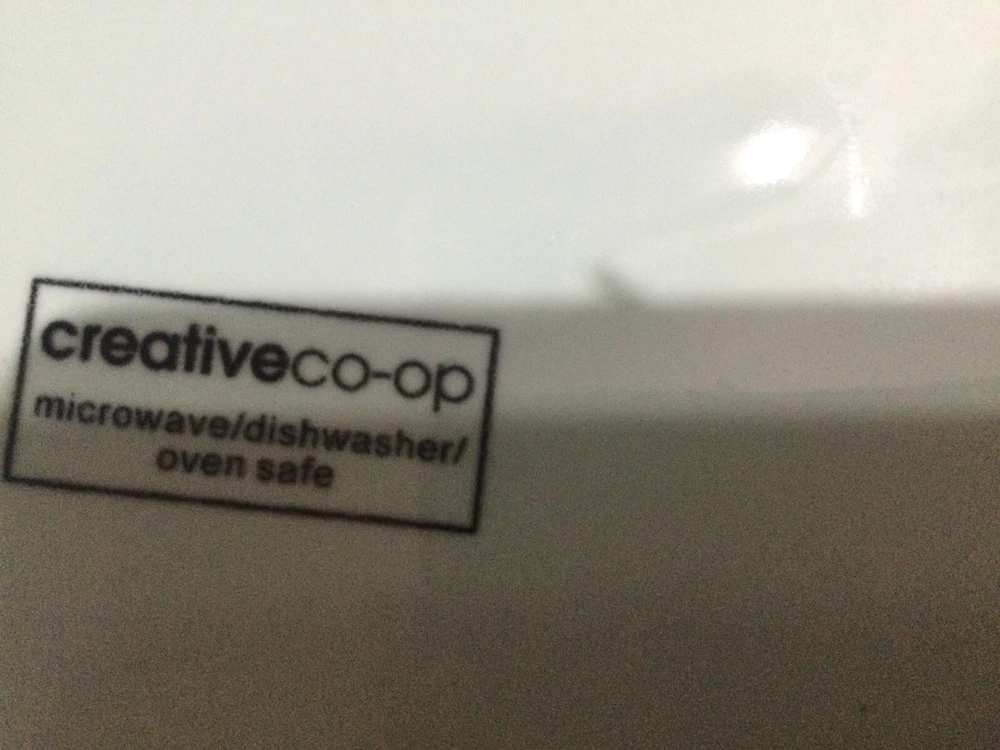 creativeco-op
microwave/dishwasher/
oven safe